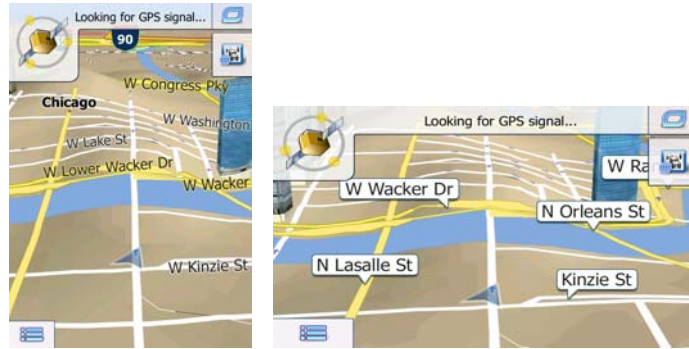 Looking for GPS signal...
90
W Congress Pky
Chicago
W Washington
W Lake St
W Lower Wacker Dr
W Wacker
W Kinzie St
Looking for GPS signal...
W Ran
W Wacker Dr
N Orleans St
N Lasalle St
Kinzie St